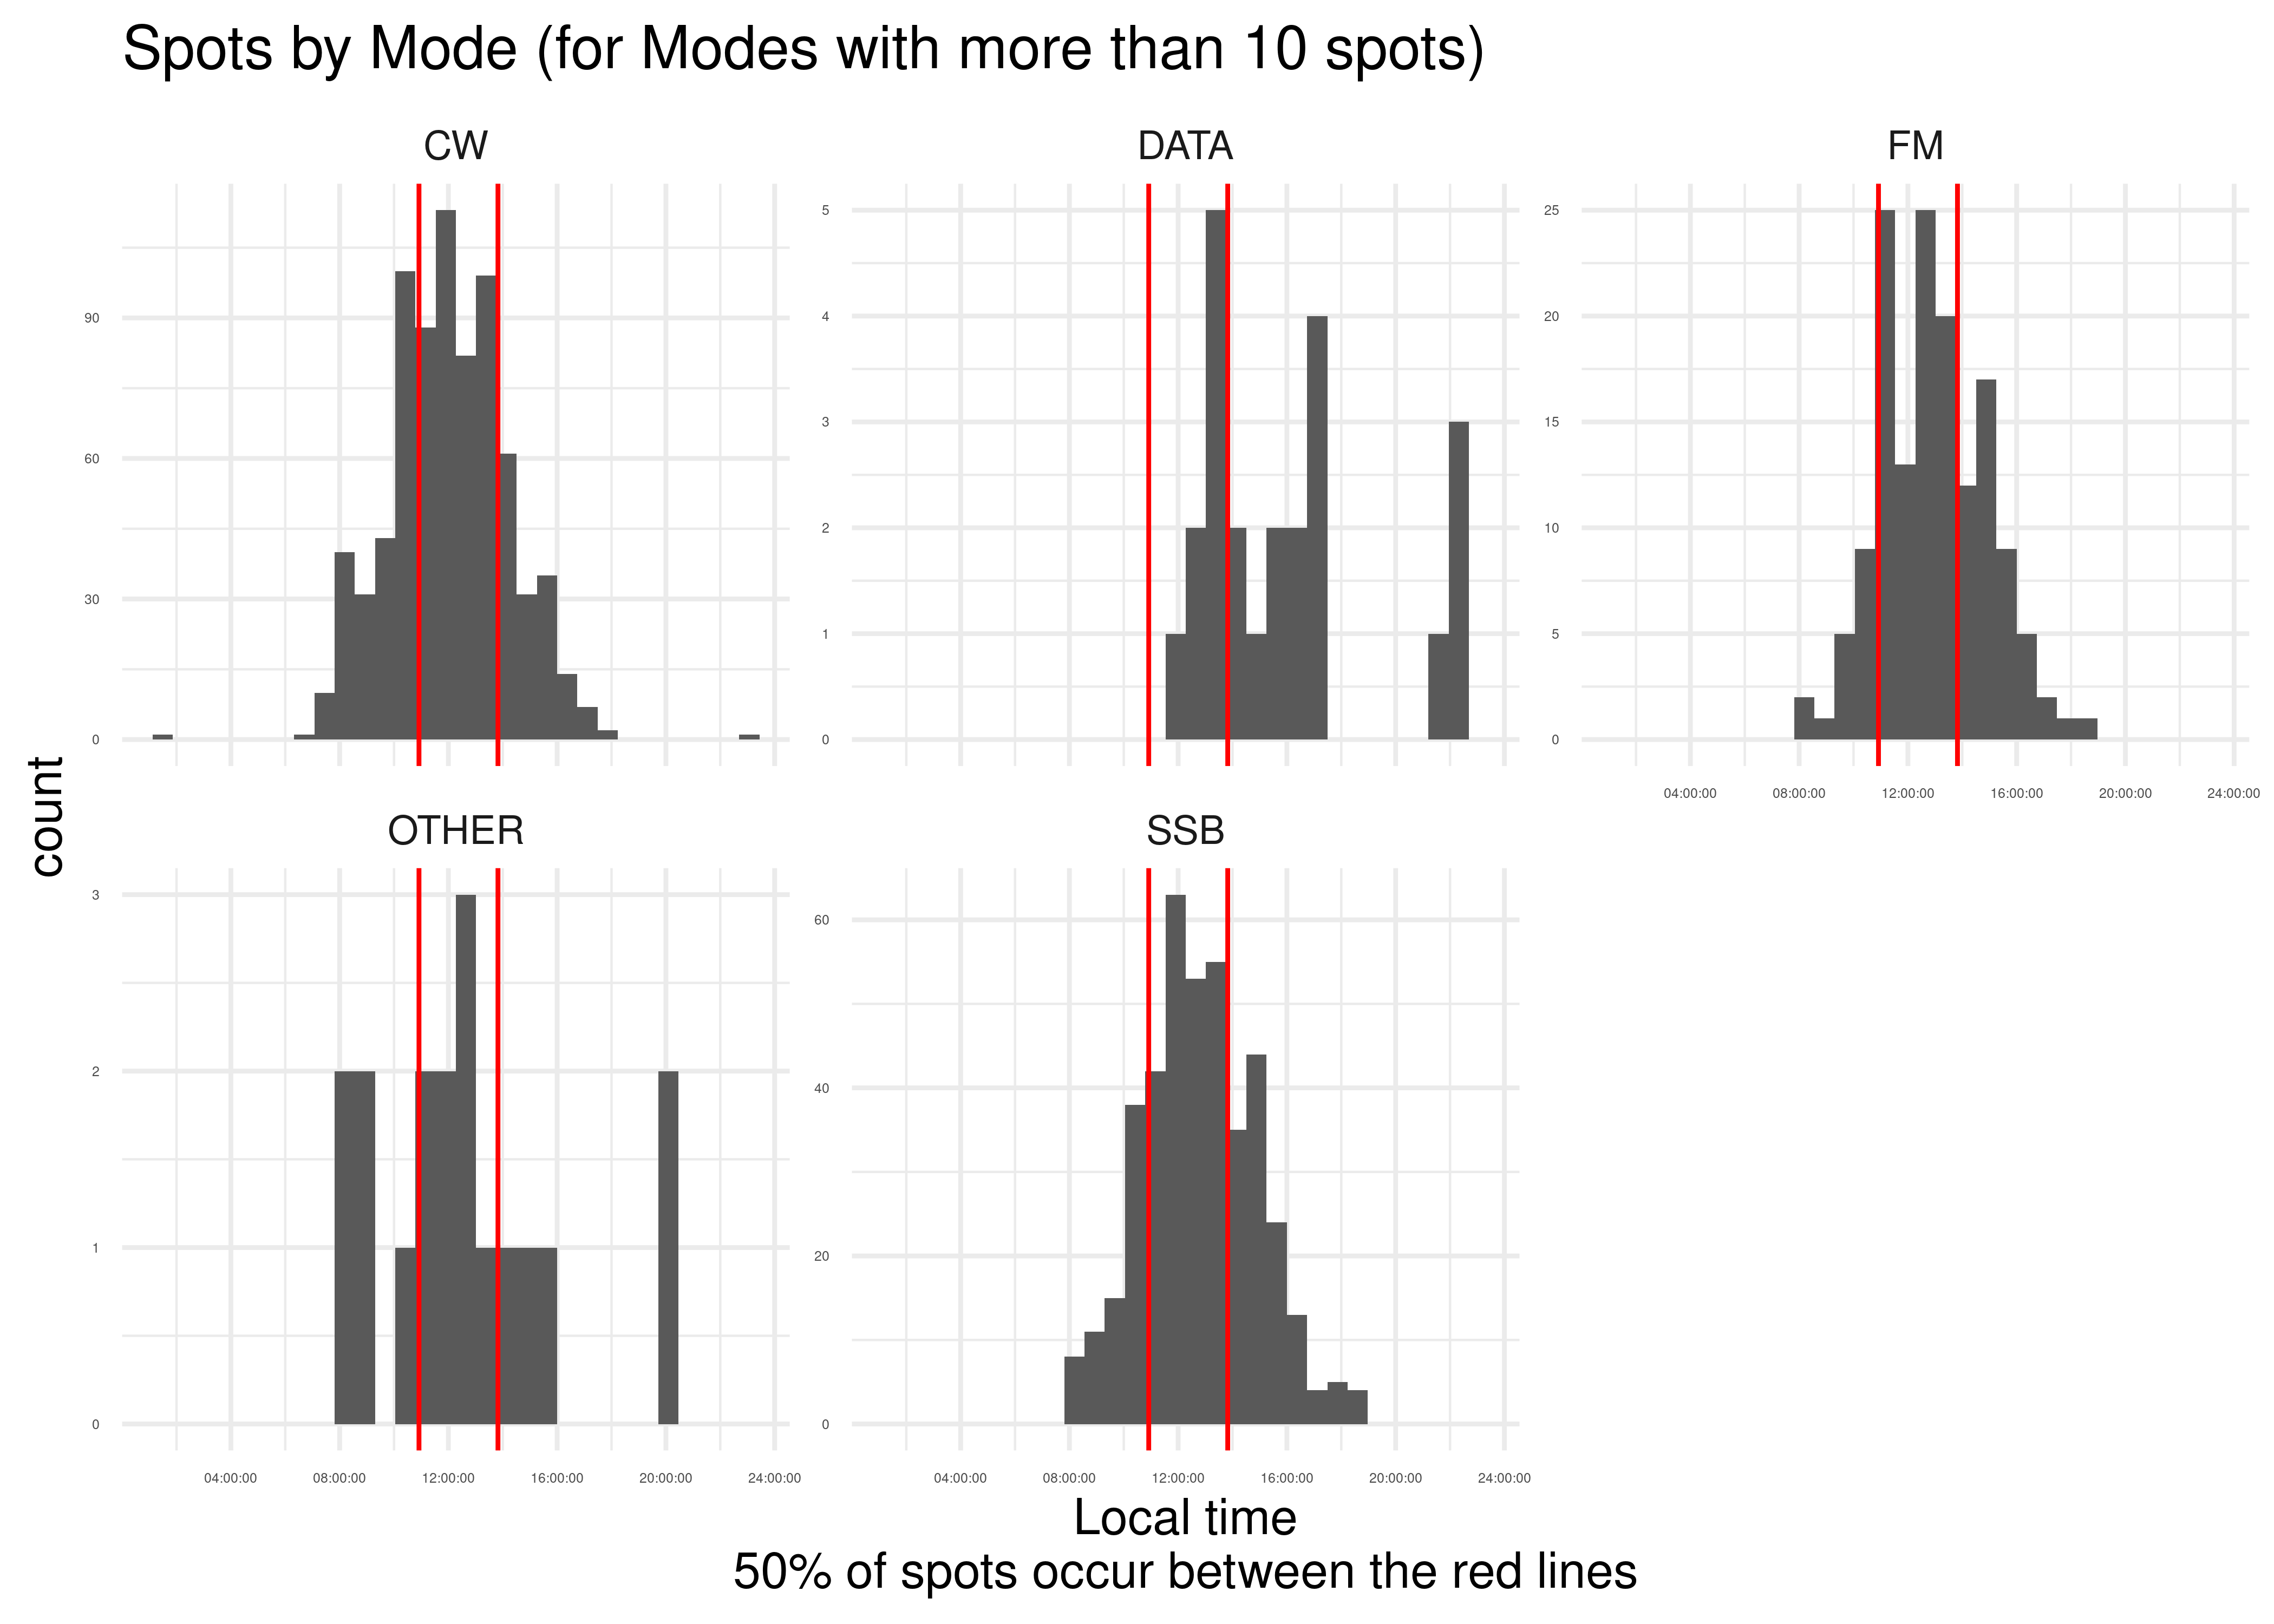 Spots by Mode (for Modes with more than 10 spots)
CW
DATA
FM
90
60
30
0
5
4
3
2
1
0
25
20
15
10
5
0
04:00:00 08:00:00 12:00:00 16:00:00 20:00:00 24:00:00
count
OTHER
SSB
3
2
1
0
60
40
20
0
04:00:00 08:00:00 12:00:00 16:00:00 20:00:00 24:00:00
04:00:00 08:00:00 12:00:00 16:00:00 20:00:00 24:00:00
Local time
50% of spots occur between the red lines